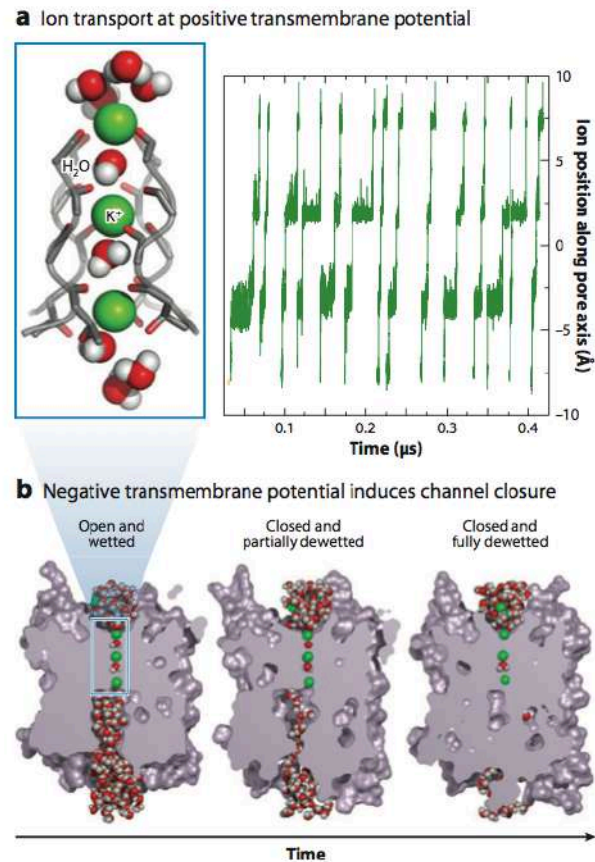 a Ion transport at positive transmembrane potential
H₂O
K⁺
10
5
0
−5
−10
Ion position along pore axis (Å)
0.1
0.2
0.3
0.4
Time (μs)
b Negative transmembrane potential induces channel closure
Open and
wetted
Closed and
partially dewetted
Closed and
fully dewetted
Time